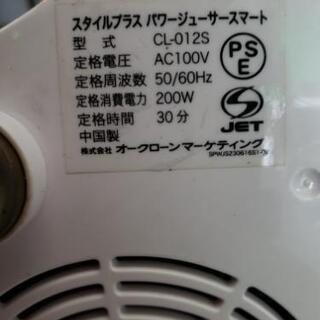 スタイルプラス パワージューサースマート
型 式 CL-012S
定格電圧 AC100V
定格周波数 50/60Hz
定格消費電力 200W
定格時間 30分
中国製
株式会社 オークローンマーケティング
PS
E
JET